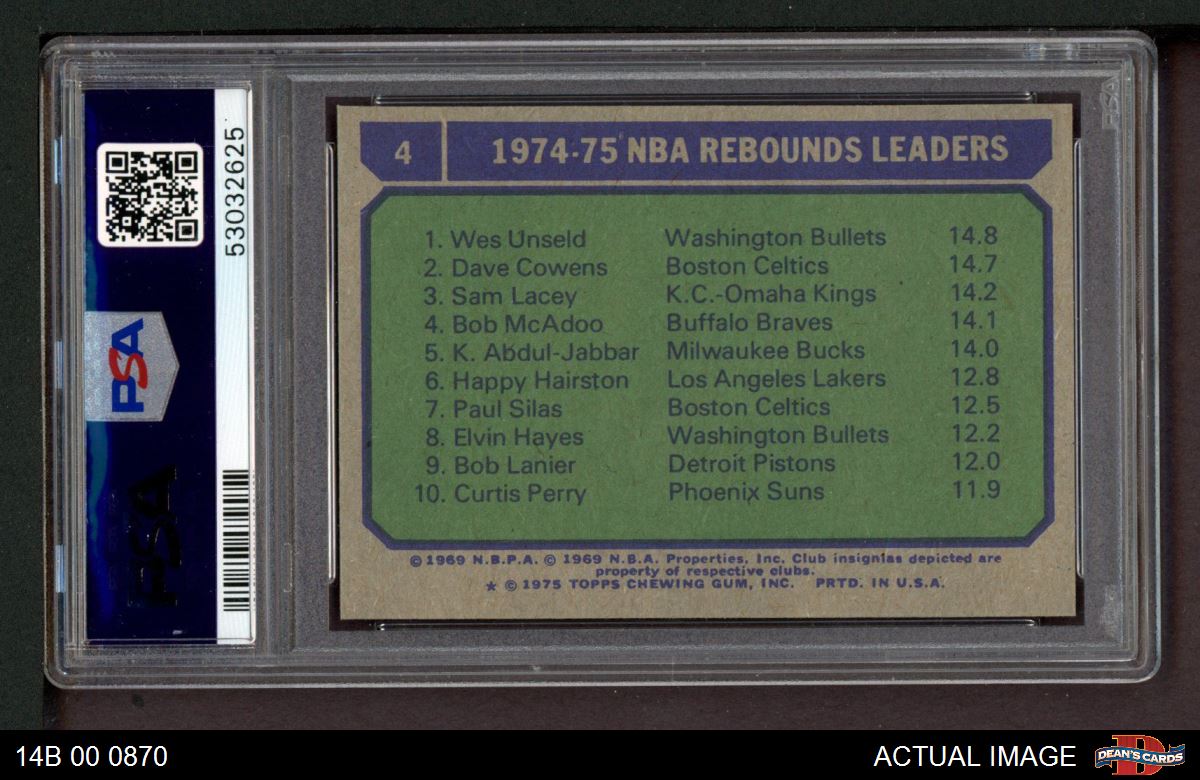 4 1974-75 NBA REBOUNDS LEADERS
1. Wes Unseld Washington Bullets 14.8
2. Dave Cowens Boston Celtics 14.7
3. Sam Lacey K.C.-Omaha Kings 14.2
4. Bob McAdoo Buffalo Braves 14.1
5. K. Abdul-Jabbar Milwaukee Bucks 14.0
6. Happy Hairston Los Angeles Lakers 12.8
7. Paul Silas Boston Celtics 12.5
8. Elvin Hayes Washington Bullets 12.2
9. Bob Lanier Detroit Pistons 12.0
10. Curtis Perry Phoenix Suns 11.9
© 1969 N.B.P.A. © 1969 N.B.A. Properties, Inc. Club insignias depicted are
property of respective clubs.
★ © 1975 TOPPS CHEWING GUM, INC. PRTD. IN U.S.A.
53032625
PSA
PSA
PSA
14B 00 0870
ACTUAL IMAGE
D
DEAN'S CARDS